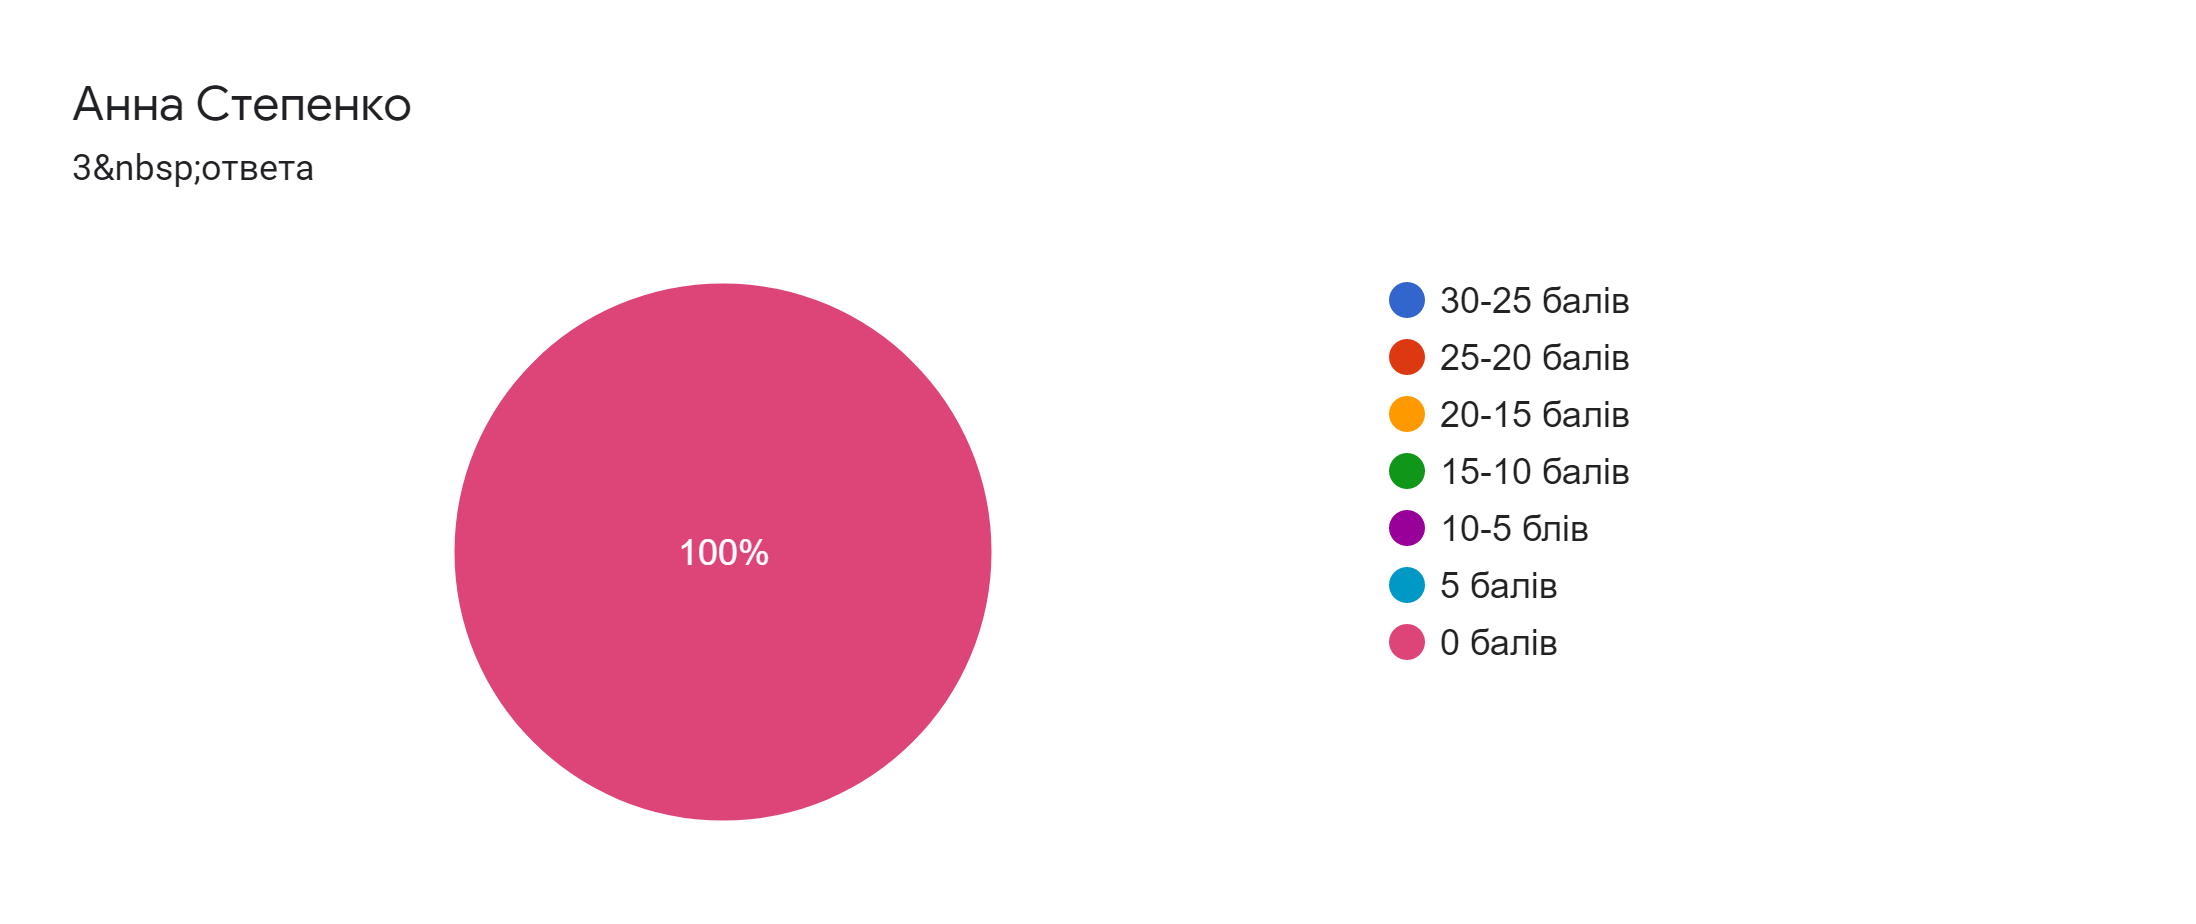 Анна Степенко
3&nbsp;ответа
100%
30-25 балів
25-20 балів
20-15 балів
15-10 балів
10-5 блів
5 балів
0 балів